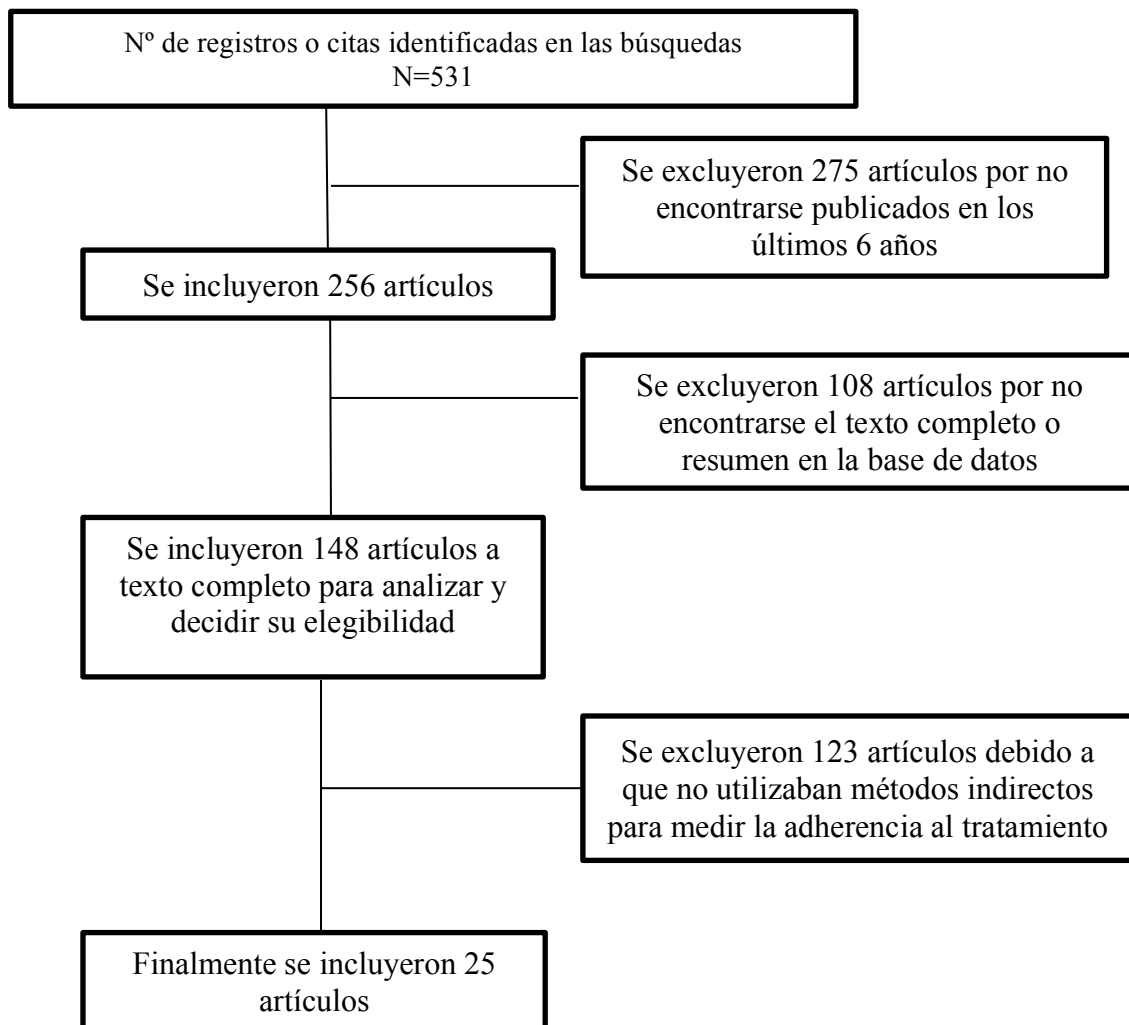 Nº de registros o citas identificadas en las búsquedas
N=531
Se excluyeron 275 artículos por no
encontrarse publicados en los
últimos 6 años
Se incluyeron 256 artículos
Se excluyeron 108 artículos por no
encontrarse el texto completo o
resumen en la base de datos
Se incluyeron 148 artículos a
texto completo para analizar y
decidir su elegibilidad
Se excluyeron 123 artículos debido a
que no utilizaban métodos indirectos
para medir la adherencia al tratamiento
Finalmente se incluyeron 25
artículos